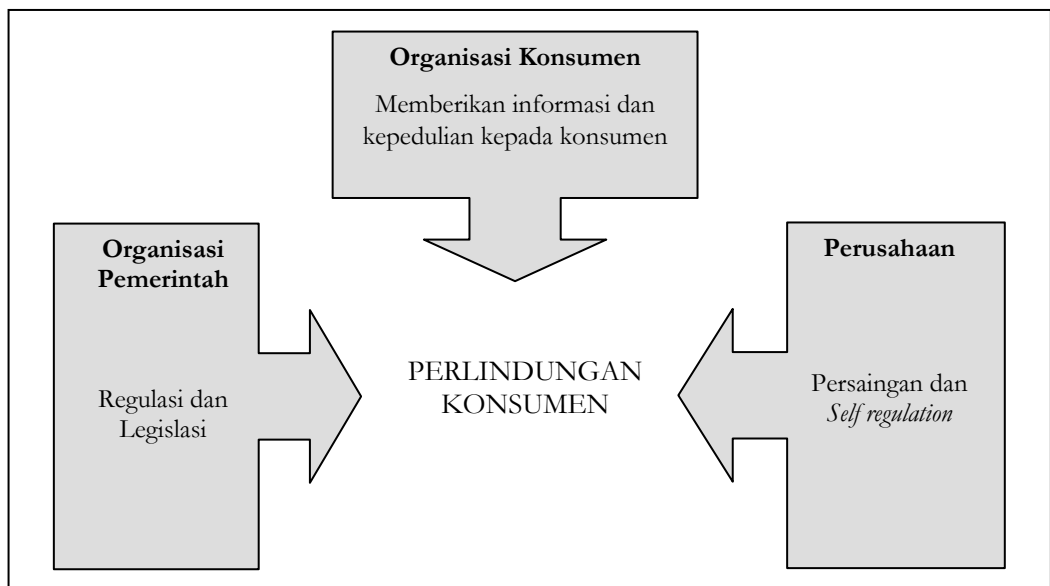 Organisasi Konsumen
Memberikan informasi dan
kepedulian kepada konsumen
Organisasi
Pemerintah
Regulasi dan
Legislasi
PERLINDUNGAN
KONSUMEN
Perusahaan
Persaingan dan
Self regulation